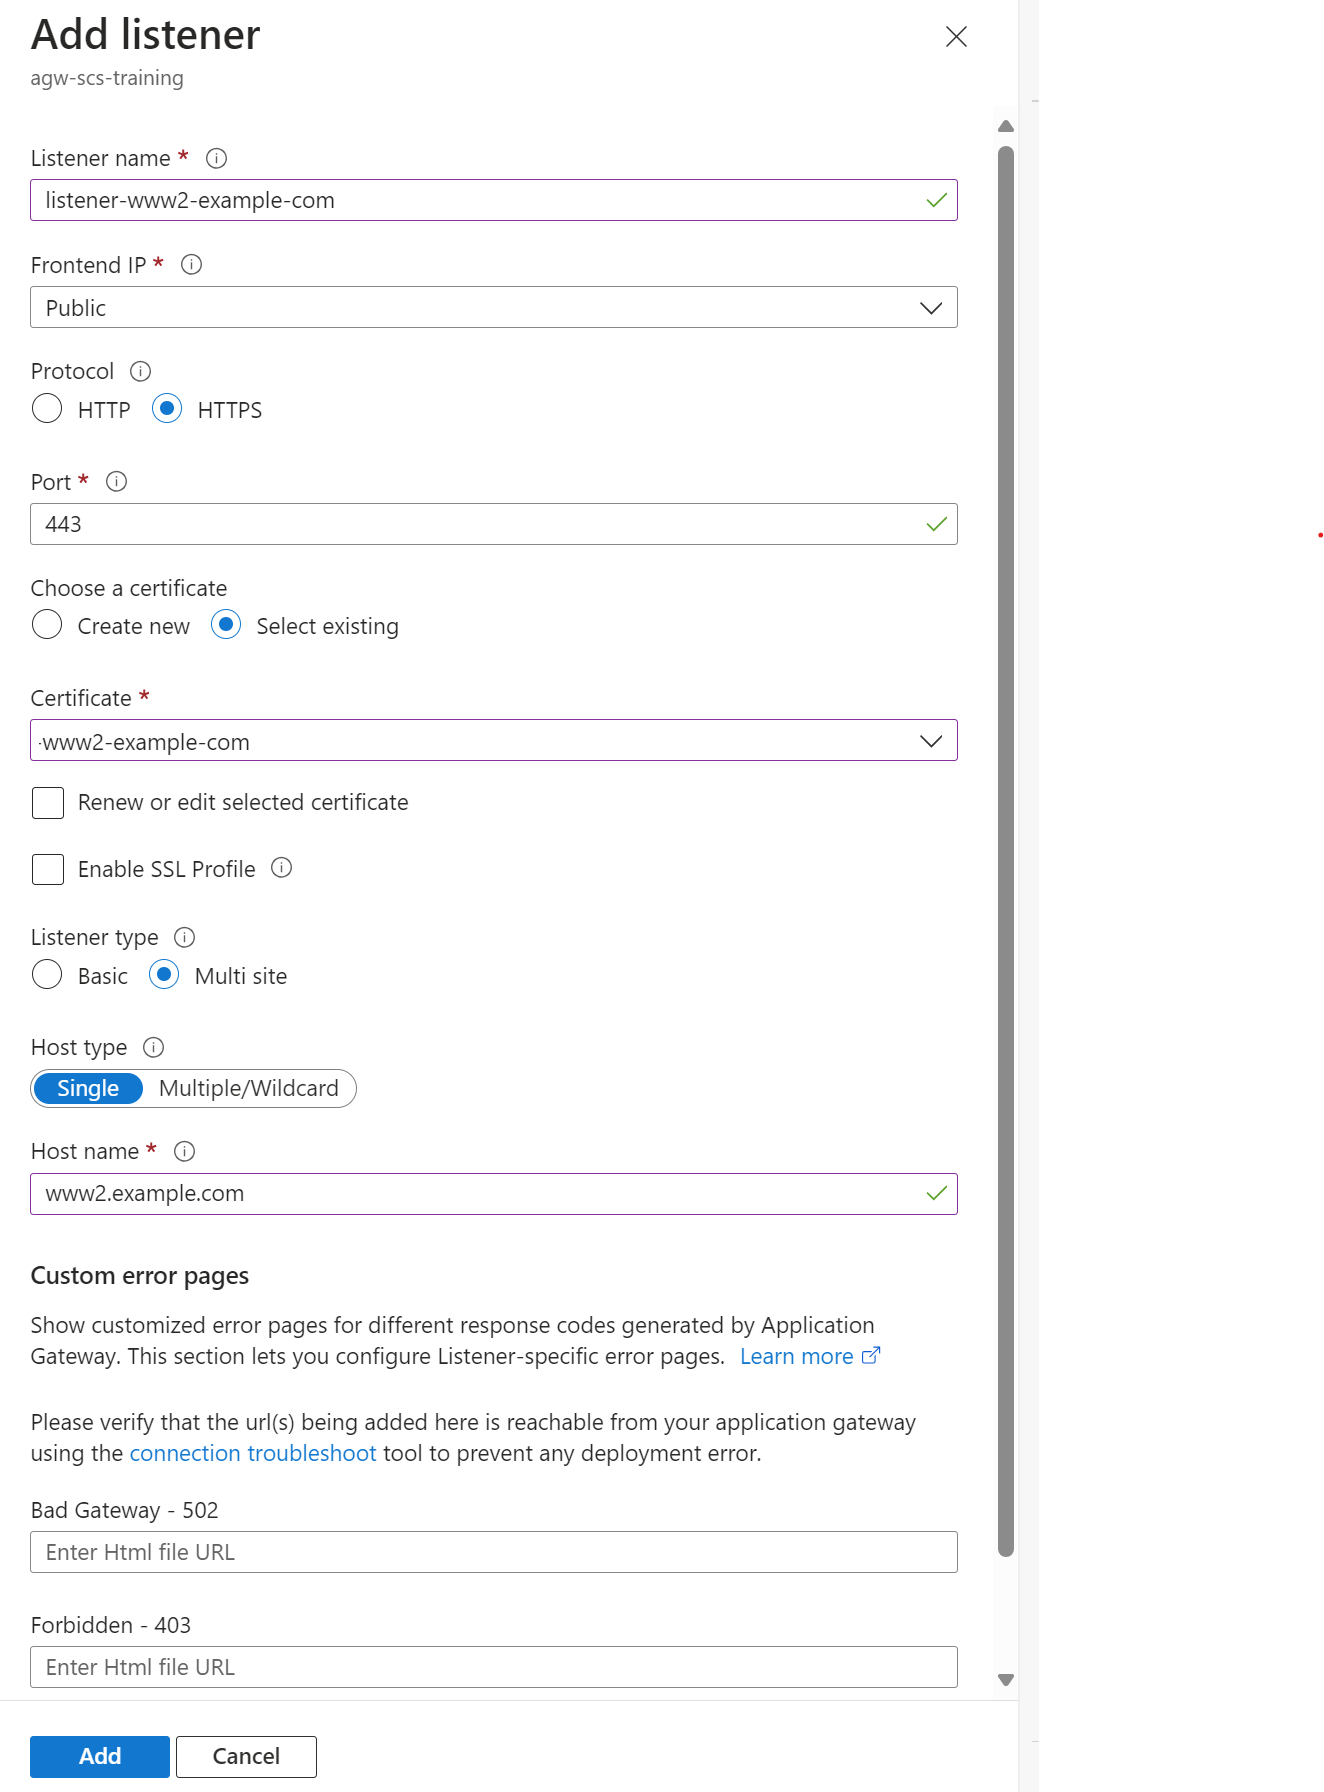 Add listener
agw-scs-training
Listener name *
listener-www2-example-com
Frontend IP *
Public
Protocol
HTTP HTTPS
Port *
443
Choose a certificate
Create new Select existing
Certificate *
-www2-example-com
Renew or edit selected certificate
Enable SSL Profile
Listener type
Basic Multi site
Host type
Single Multiple/Wildcard
Host name *
www2.example.com
Custom error pages
Show customized error pages for different response codes generated by Application
Gateway. This section lets you configure Listener-specific error pages. Learn more
Please verify that the url(s) being added here is reachable from your application gateway
using the connection troubleshoot tool to prevent any deployment error.
Bad Gateway - 502
Enter Html file URL
Forbidden - 403
Enter Html file URL
Add Cancel